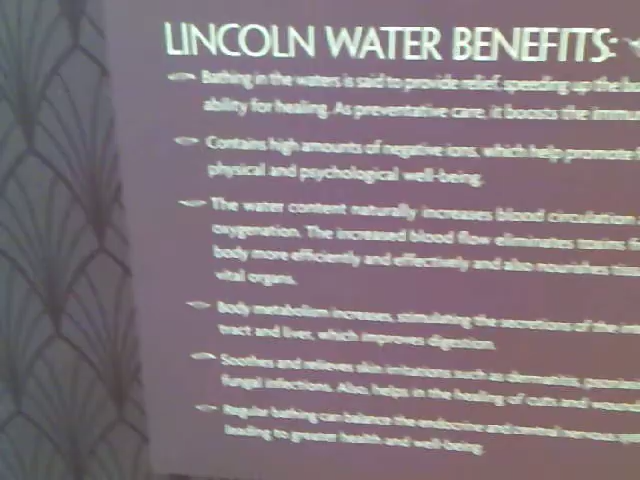 LINCOLN WATER BENEFITS:
Bathing in the waters is said to provide relief, speeding up the
ability for healing. As preventative care, it boosts the
Contains high amounts of negative ions, which help promote
physical and psychological well-being.
The water content naturally increases blood circulation
oxygenation. The increased blood flow eliminates toxins
body more efficiently and effectively and also nourishes
vital organs.
Body metabolism increases, stimulating the secretions of the
tract and liver, which improves digestion.
Soothes and relieves skin irritations such as dermatitis,
fungal infections. Also, helps in the healing of cuts and
Regular bathing can balance the endocrine and central nervous
leading to greater health and well-being.